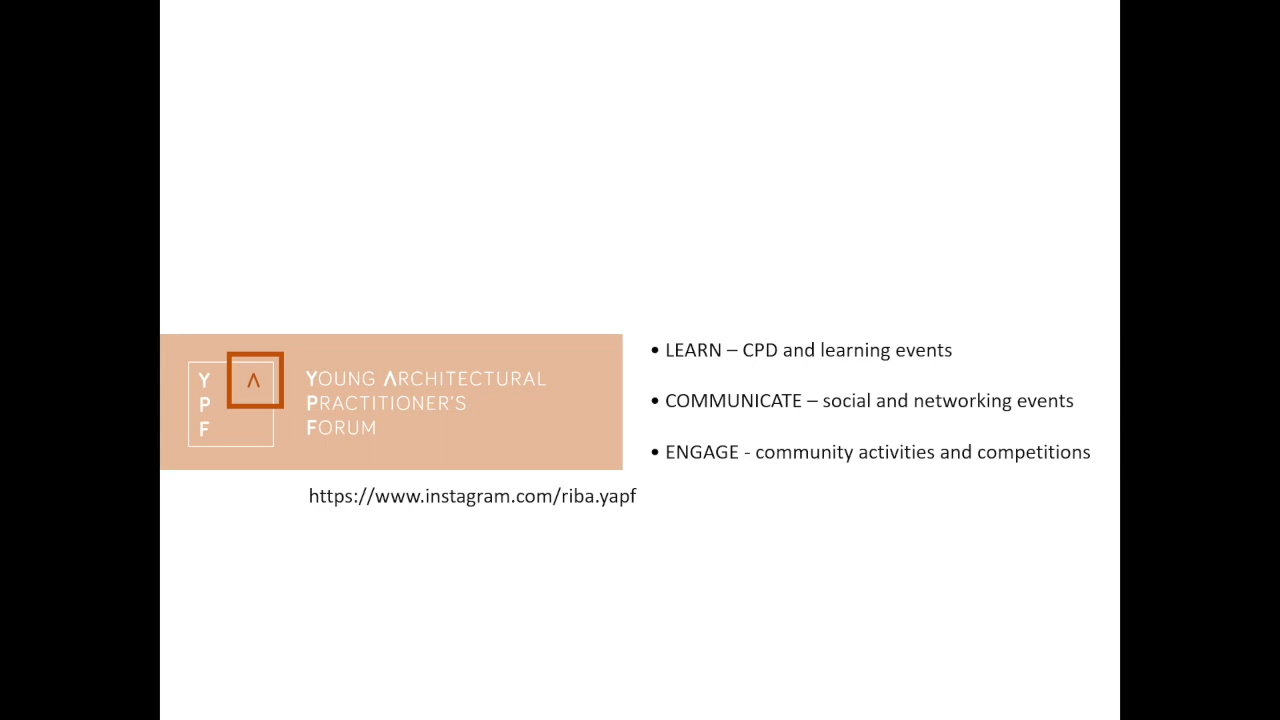 Y Λ
P
F
YOUNG ΛRCHITECTURAL
PRACTITIONER'S
FORUM
https://www.instagram.com/riba.yapf
• LEARN – CPD and learning events
• COMMUNICATE – social and networking events
• ENGAGE - community activities and competitions